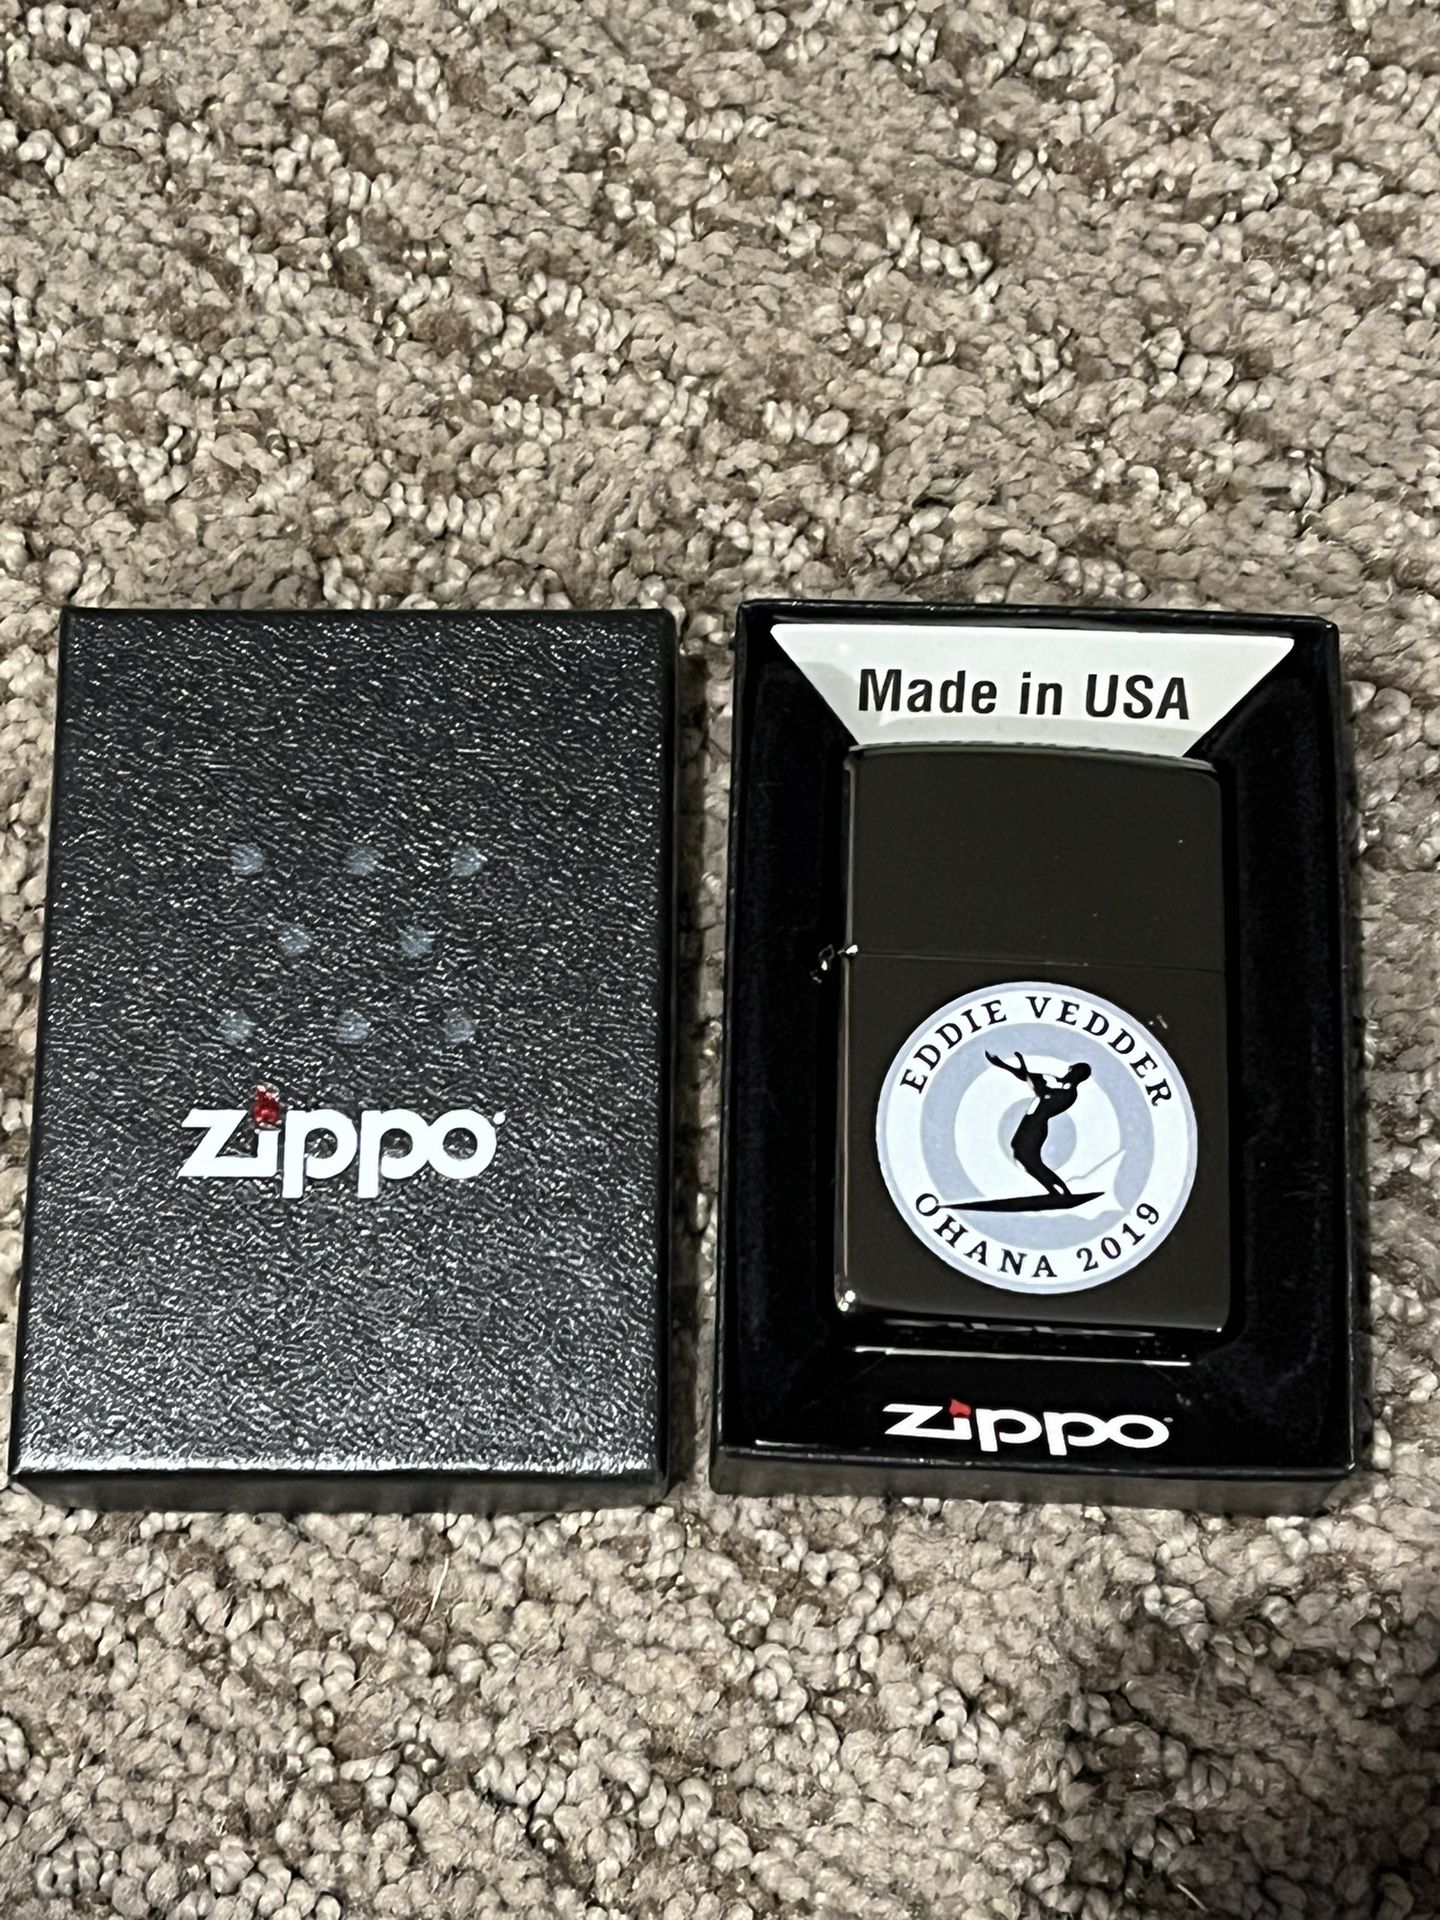 zippo
Made in USA
EDDIE VEDDER
OHANA 2019
zippo